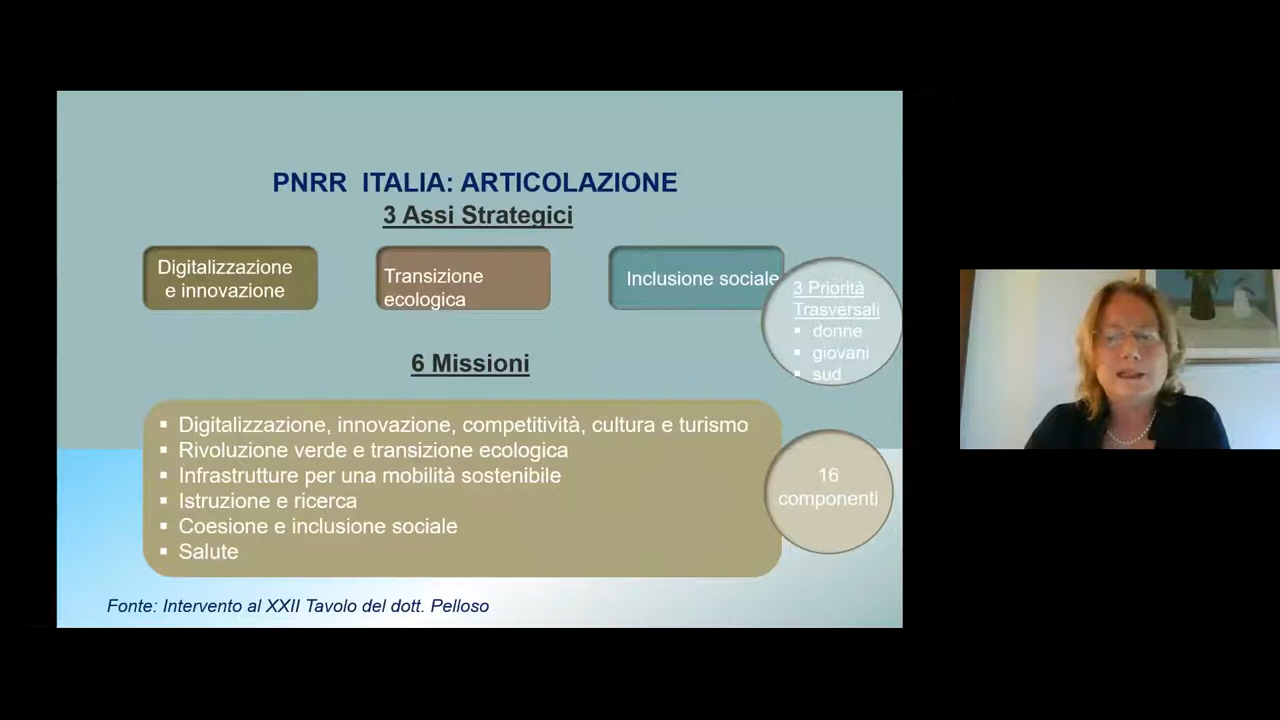 PNRR ITALIA: ARTICOLAZIONE
3 Assi Strategici
Digitalizzazione
e innovazione
Transizione
ecologica
Inclusione sociale
3 Priorità
Trasversali
▪ donne
▪ giovani
▪ sud
6 Missioni
▪ Digitalizzazione, innovazione, competitività, cultura e turismo
▪ Rivoluzione verde e transizione ecologica
▪ Infrastrutture per una mobilità sostenibile
▪ Istruzione e ricerca
▪ Coesione e inclusione sociale
▪ Salute
16
componenti
Fonte: Intervento al XXII Tavolo del dott. Pelloso